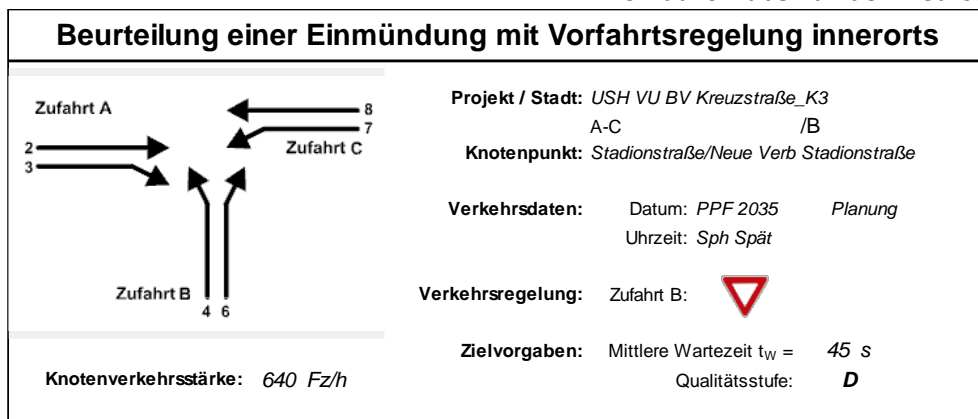 Beurteilung einer Einmündung mit Vorfahrtsregelung innerorts
Zufahrt A
8
7
Zufahrt C
2
3
Zufahrt B
4 6
Knotenverkehrsstärke: 640 Fz/h
Projekt / Stadt: USH VU BV Kreuzstraße_K3
A-C /B
Knotenpunkt: Stadionstraße/Neue Verb Stadionstraße
Verkehrsdaten: Datum: PPF 2035 Planung
Uhrzeit: Sph Spät
Verkehrsregelung: Zufahrt B:
Zielvorgaben: Mittlere Wartezeit tW = 45 s
Qualitätsstufe: D